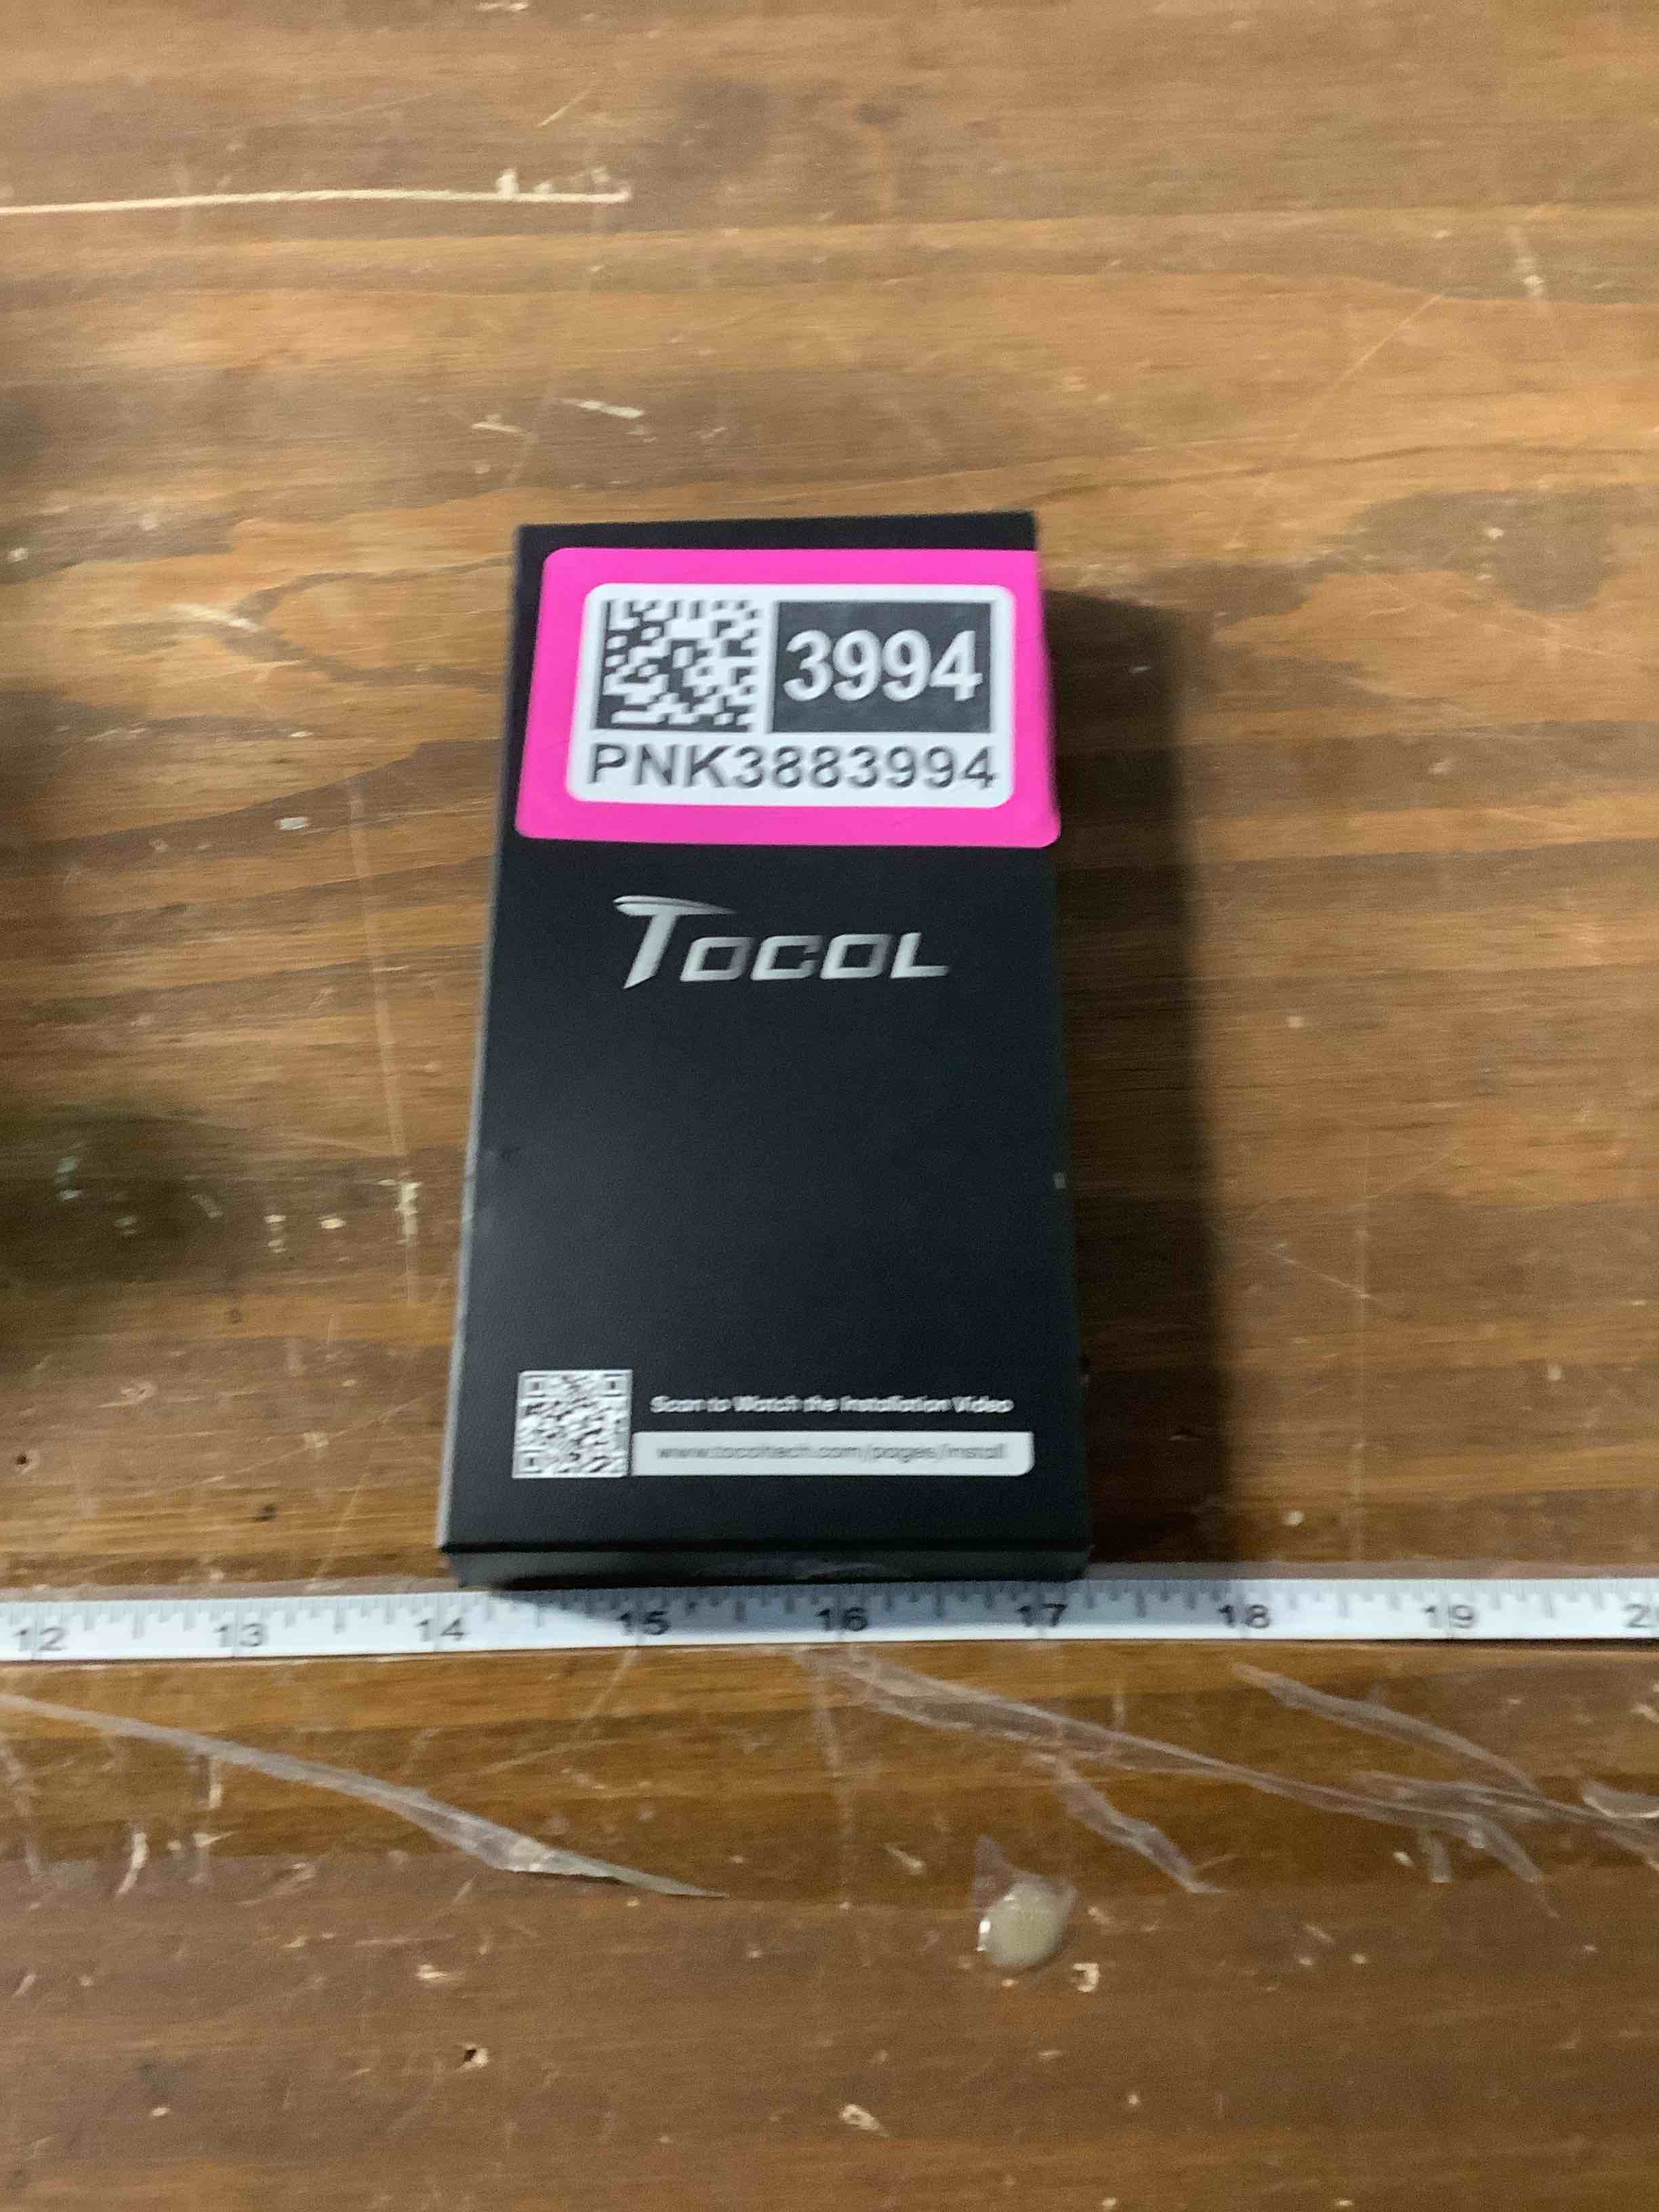 3994
PNK3883994
TOCOL
Scan to Watch the Installation Video
www.tocoltech.com/pages/install
12 13 14 15 16 17 18 19